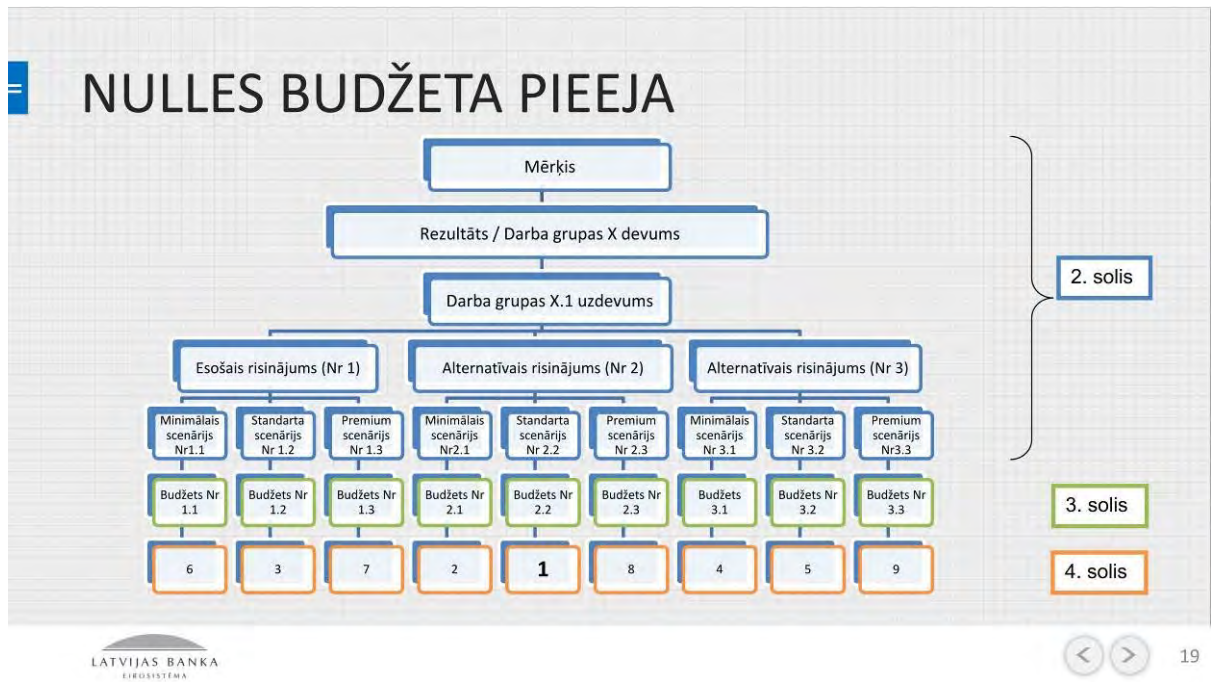 =
NULLES BUDŽETA PIEEJA
Mērķis
Rezultāts / Darba grupas X devums
Darba grupas X.1 uzdevums
2. solis
Esošais risinājums (Nr 1)
Alternatīvais risinājums (Nr 2)
Alternatīvais risinājums (Nr 3)
Minimālais
scenārijs
Nr1.1
Standarta
scenārijs
Nr 1.2
Premium
scenārijs
Nr 1.3
Minimālais
scenārijs
Nr2.1
Standarta
scenārijs
Nr 2.2
Premium
scenārijs
Nr 2.3
Minimālais
scenārijs
Nr 3.1
Standarta
scenārijs
Nr 3.2
Premium
scenārijs
Nr3.3
Budžets Nr
1.1
Budžets Nr
1.2
Budžets Nr
1.3
Budžets Nr
2.1
Budžets Nr
2.2
Budžets Nr
2.3
Budžets
3.1
Budžets Nr
3.2
Budžets Nr
3.3
3. solis
6
3
7
2
1
8
4
5
9
4. solis
LATVIJAS BANKA
EIROSISTĒMA
< >
19